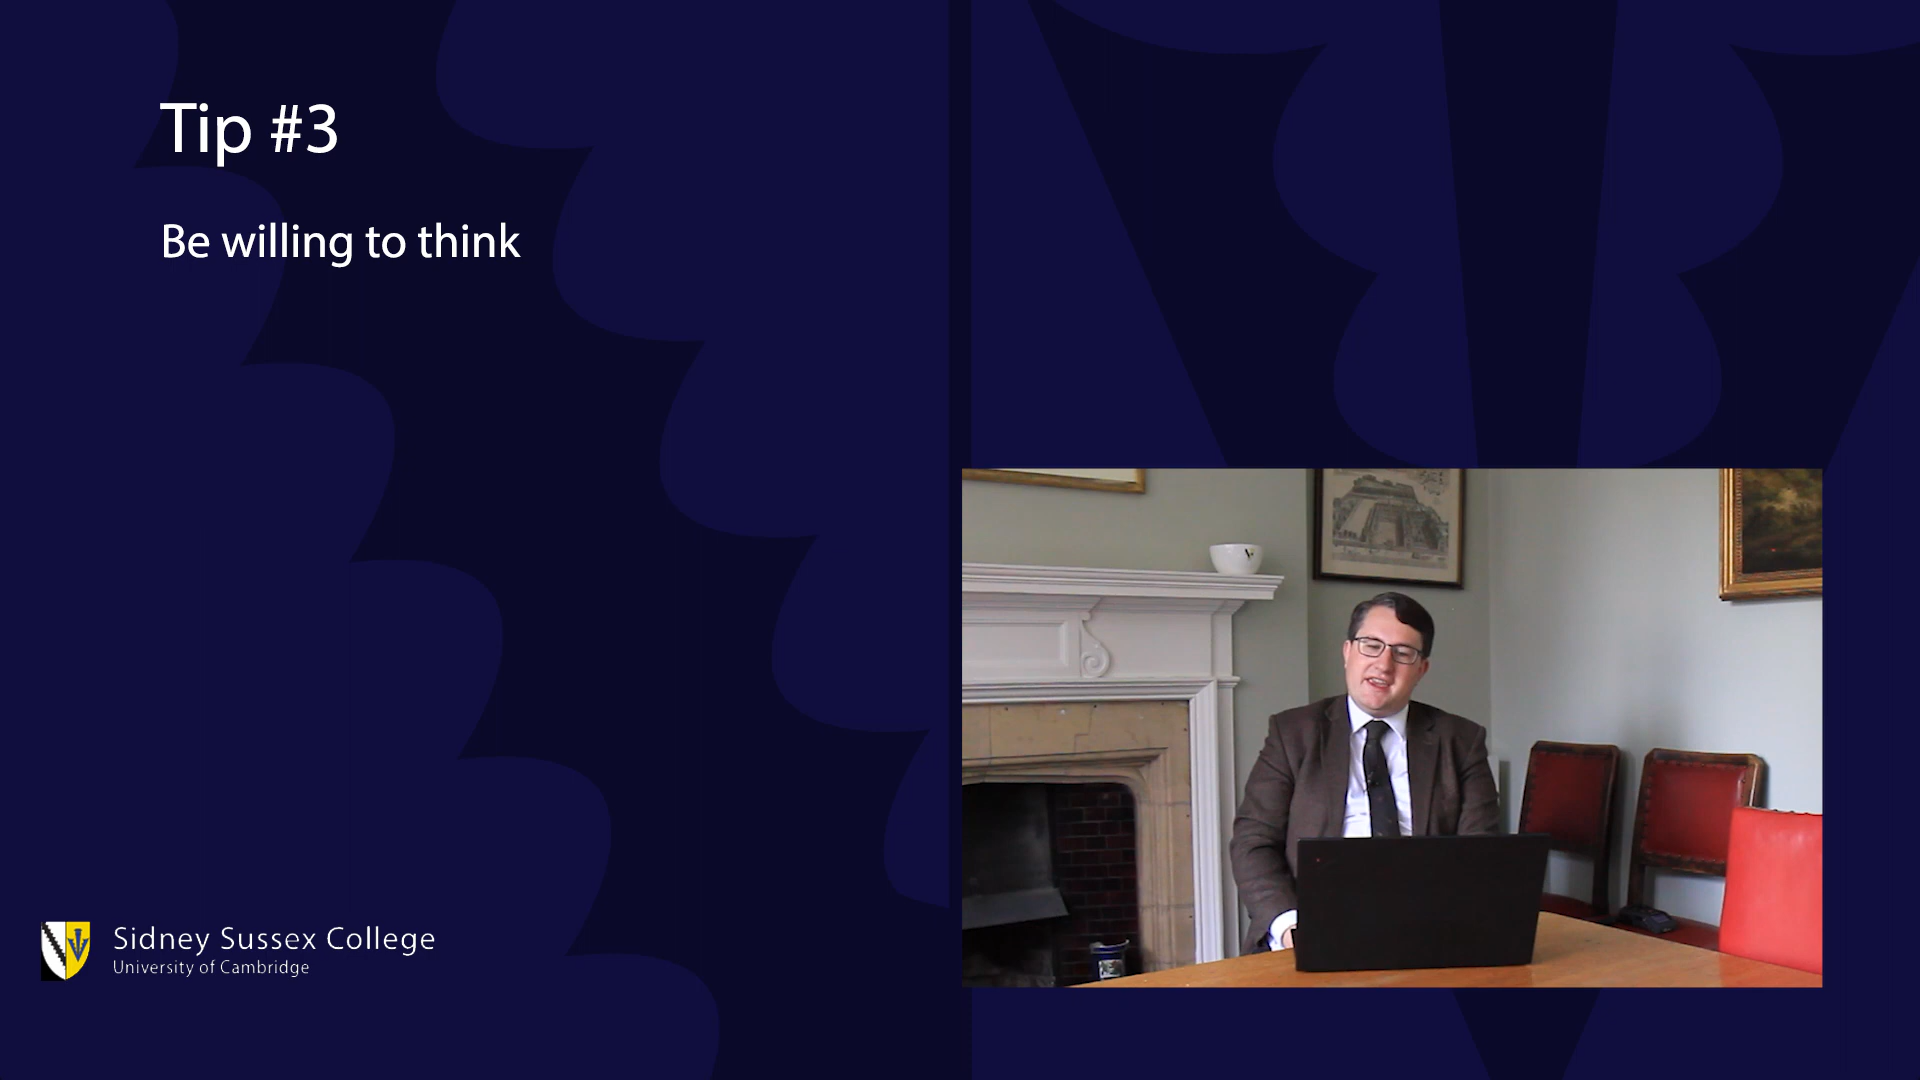 Tip #3
Be willing to think
Sidney Sussex College
University of Cambridge